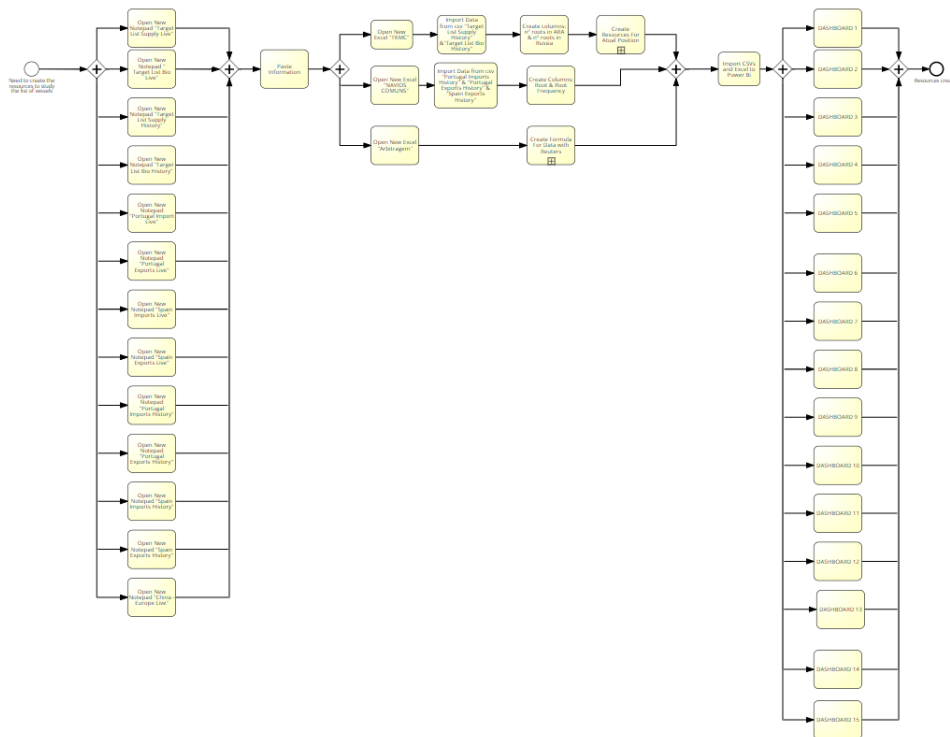 Open New
Notepad "Target
List Supply Live"
Open New
Notepad "
Target List Bio
Live"
Open New
Notepad "Target
List Supply
History"
Open New
Notepad "Target
List Bio History"
Open New
Notepad
"Portugal Import
Live"
Open New
Notepad
"Portugal
Exports Live"
Open New
Notepad "Spain
Imports Live"
Open New
Notepad "Spain
Exports Live"
Open New
Notepad
"Portugal
Imports History"
Open New
Notepad
"Portugal
Exports History"
Open New
Notepad "Spain
Imports History"
Open New
Notepad "Spain
Exports History"
Open New
Notepad "China -
Europe Live"
Need to create the
resources to study
the list of vessels
Paste
Information
Open New
Excel "TRMC"
Import Data
from csv "Target
List Supply
History"
&"Target List Bio
History"
Create columns:
nº roots in ARA &
nº roots in
Russia
Create
Resources For
Atual Position
Open New Excel
"NAVIOS
COMUNS"
Import Data from csv
"Portugal Imports
History" & "Portugal
Exports History" &
"Spain Exports
History"
Create Columns
Root & Root
Frequency
Open New Excel
"Arbitragem"
Create Formula
For Data with
Reuters
Import CSVs
and Excel to
Power Bi
DASHBOARD 1
DASHBOARD 2
DASHBOARD 3
DASHBOARD 4
DASHBOARD 5
DASHBOARD 6
DASHBOARD 7
DASHBOARD 8
DASHBOARD 9
DASHBOARD 10
DASHBOARD 11
DASHBOARD 12
DASHBOARD 13
DASHBOARD 14
DASHBOARD 15
Resources